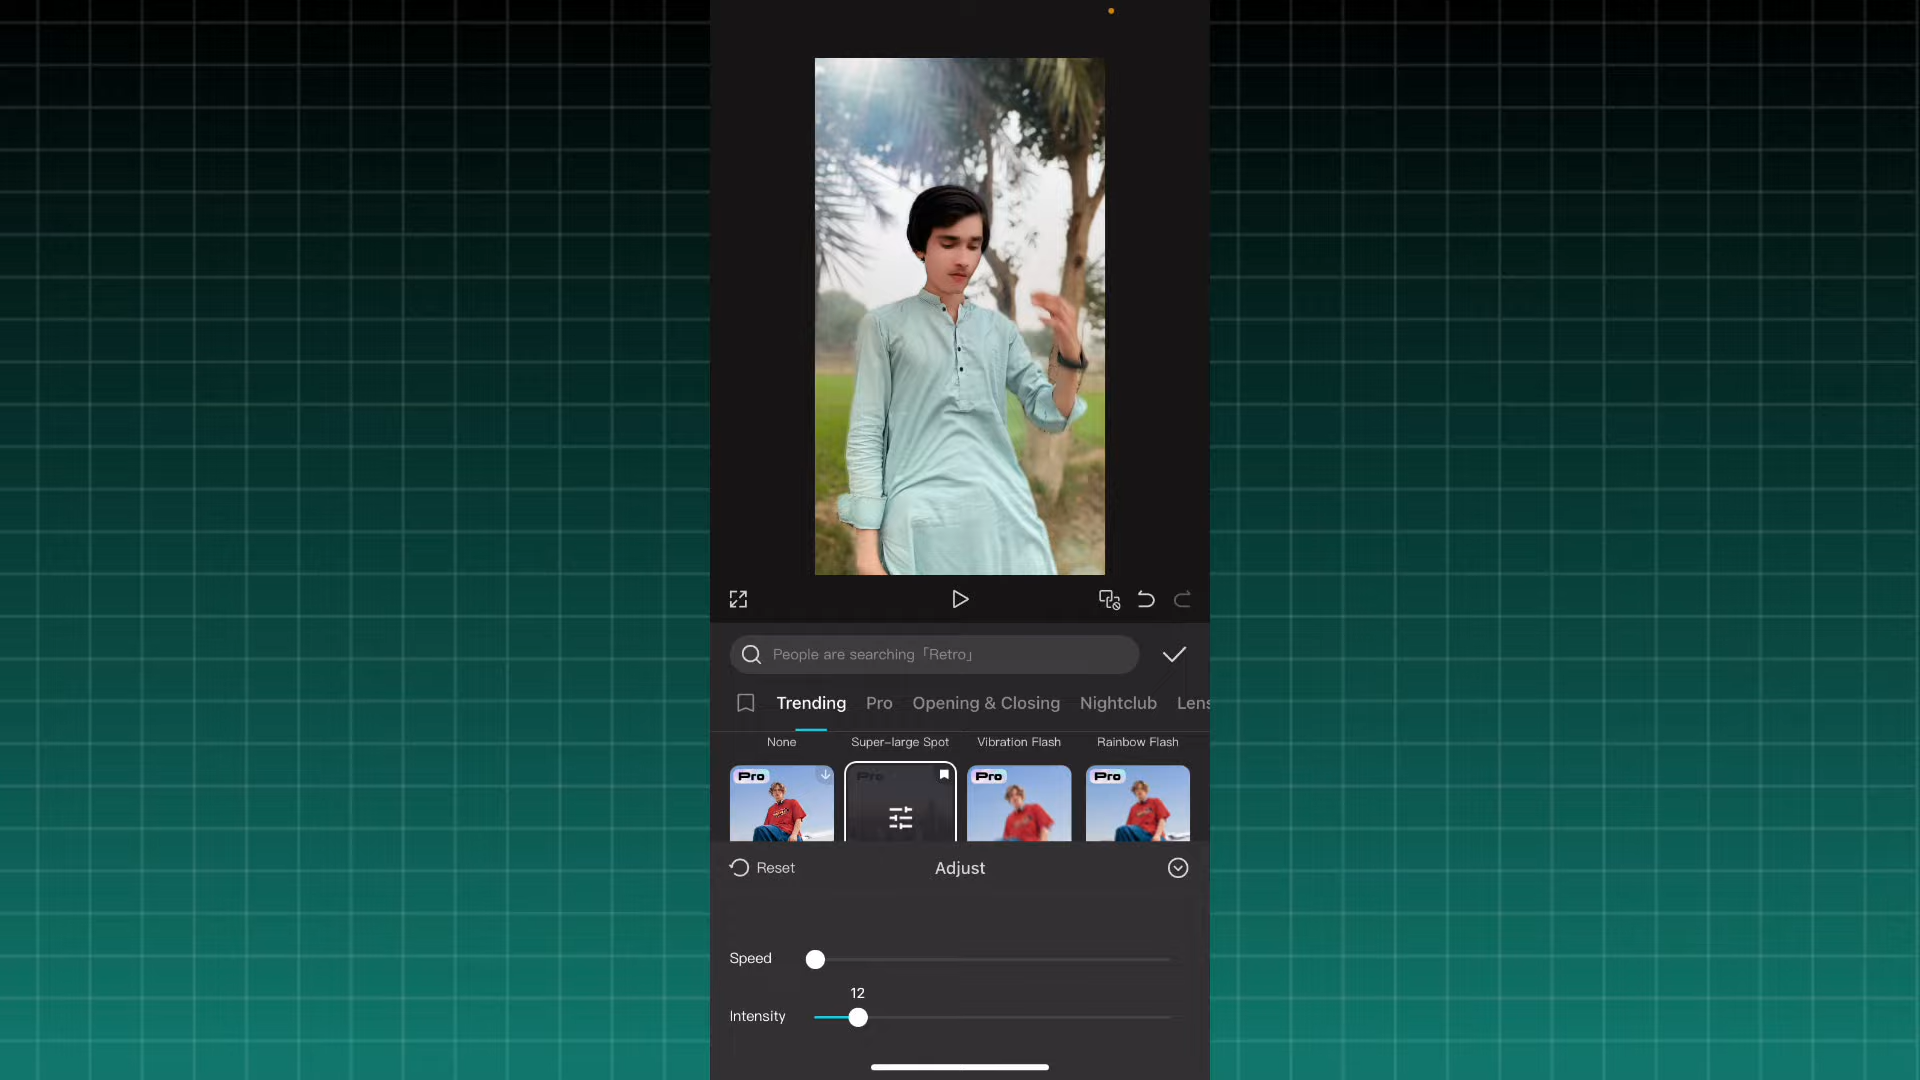 People are searching「Retro」
Trending Pro Opening & Closing Nightclub Lens
None Super-large Spot Vibration Flash Rainbow Flash
Pro Pro Pro Pro
Reset Adjust
Speed
12
Intensity